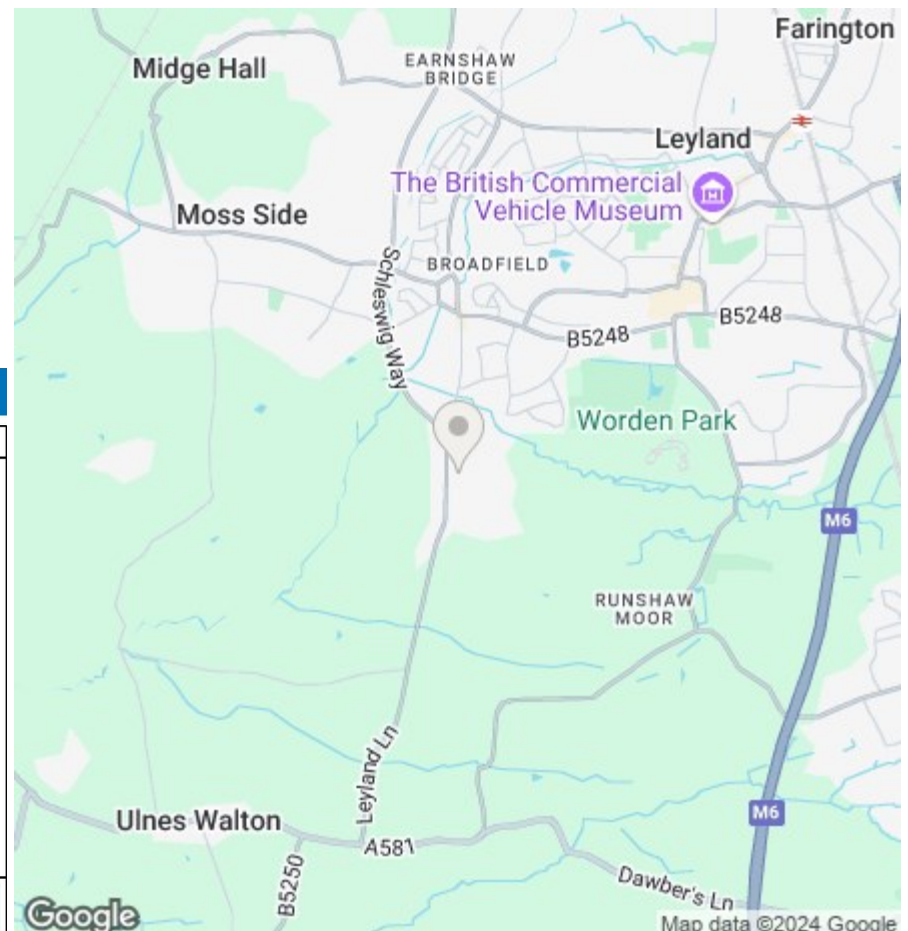 Farington
Midge Hall
EARNSHAW
BRIDGE
Leyland
The British Commercial
Vehicle Museum
M
Moss Side
Schleswig Way
BROADFIELD
B5248
B5248
Worden Park
M6
RUNSHAW
MOOR
Leyland Ln
Ulnes Walton
A581
M6
B5250
Dawber's Ln
Google
Map data ©2024 Google